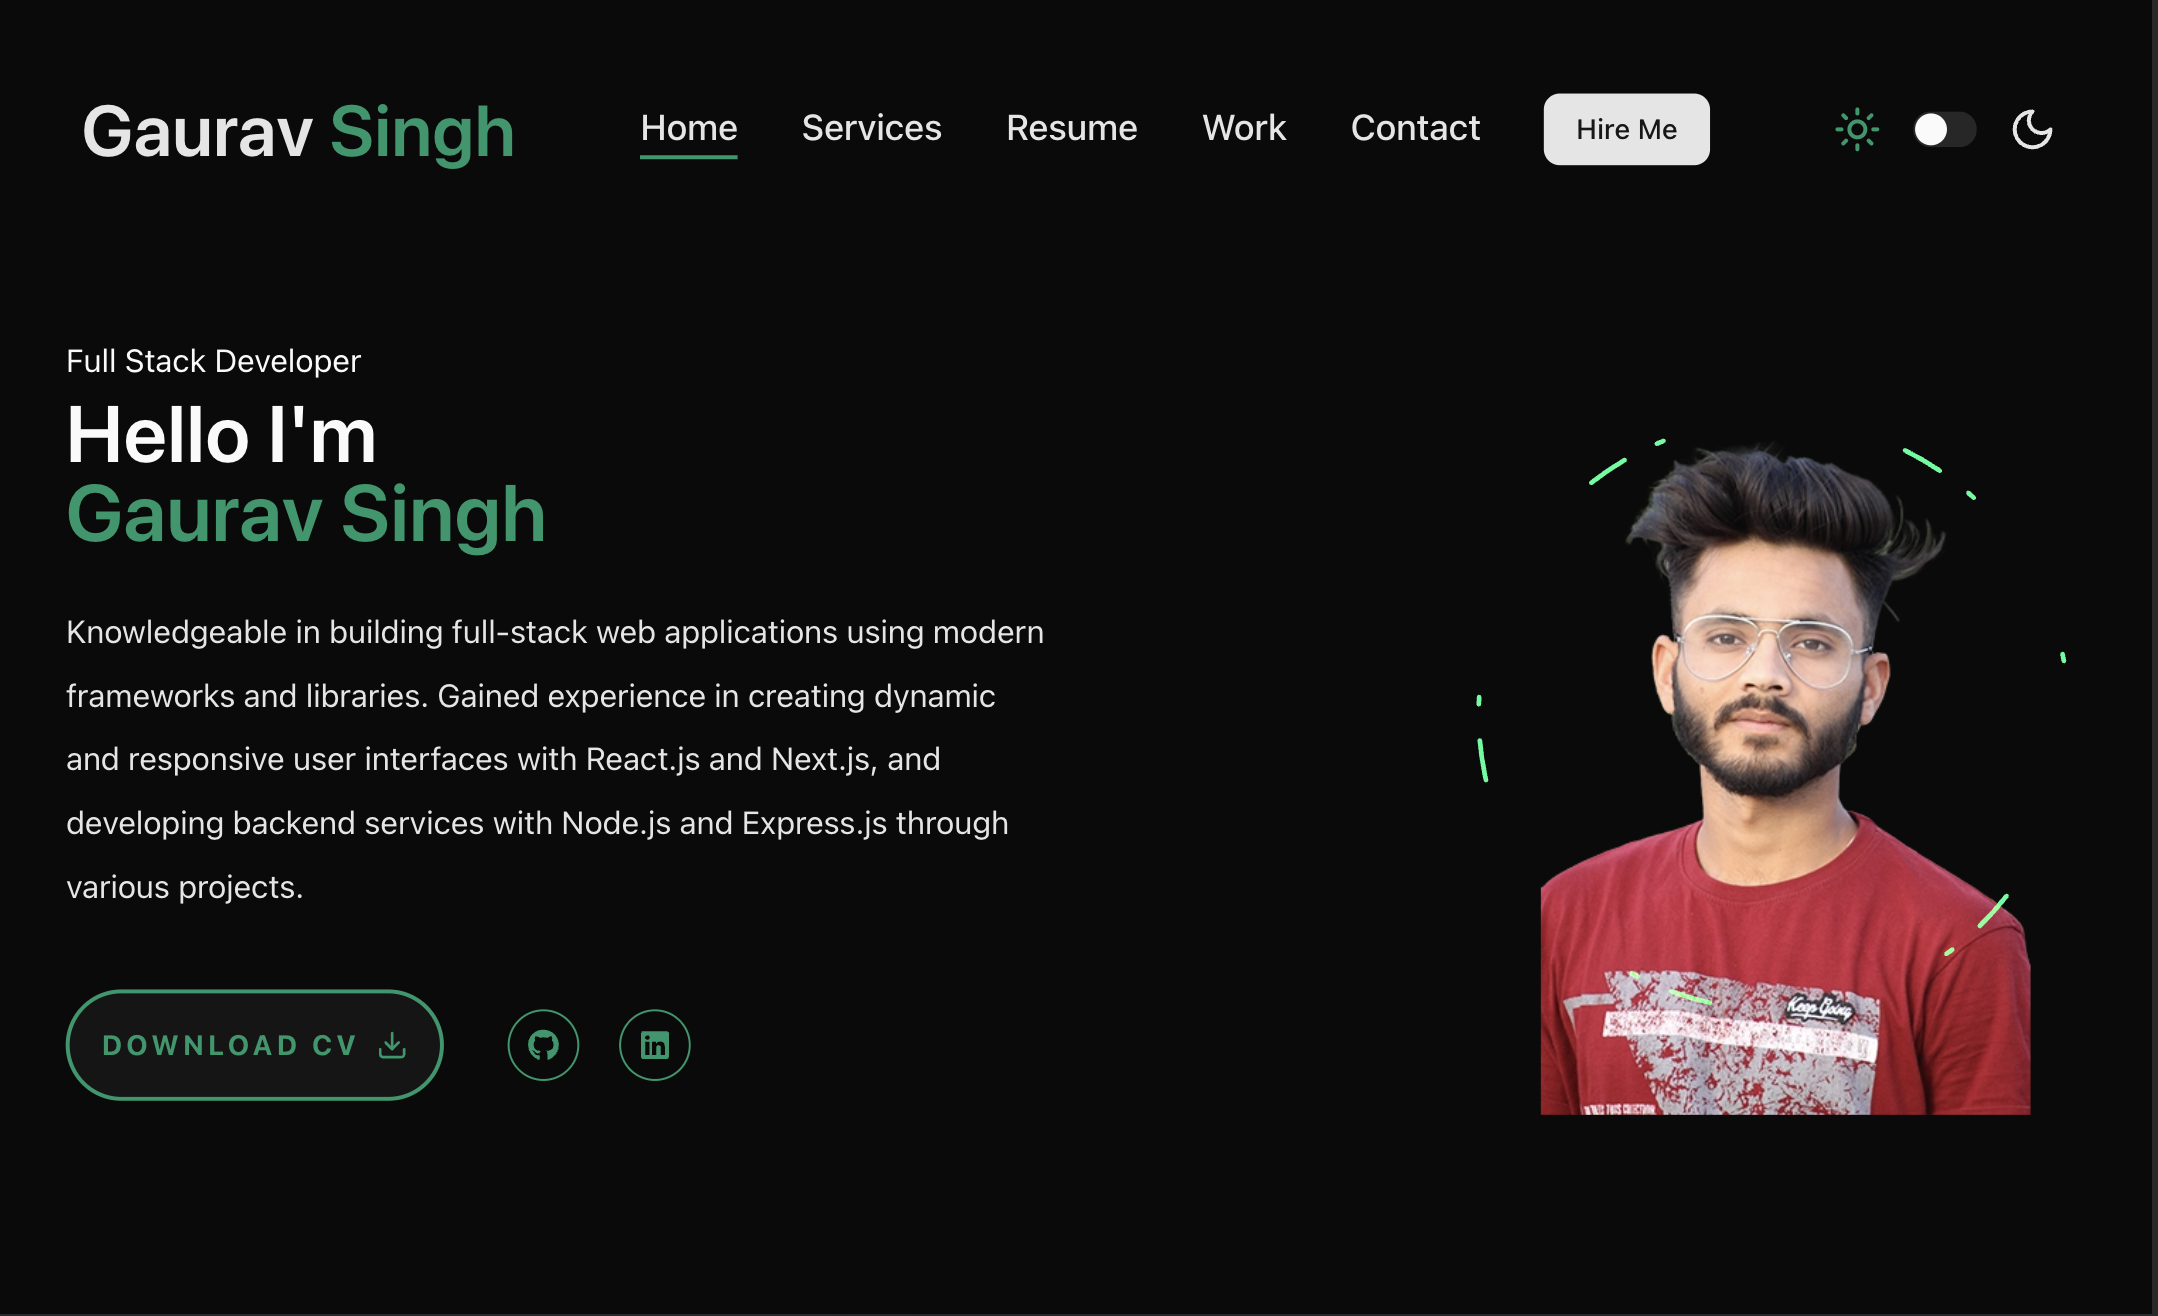 Gaurav Singh
Home Services Resume Work Contact Hire Me
Full Stack Developer
Hello I'm
Gaurav Singh
Knowledgeable in building full-stack web applications using modern
frameworks and libraries. Gained experience in creating dynamic
and responsive user interfaces with React.js and Next.js, and
developing backend services with Node.js and Express.js through
various projects.
DOWNLOAD CV
in
Keep Going